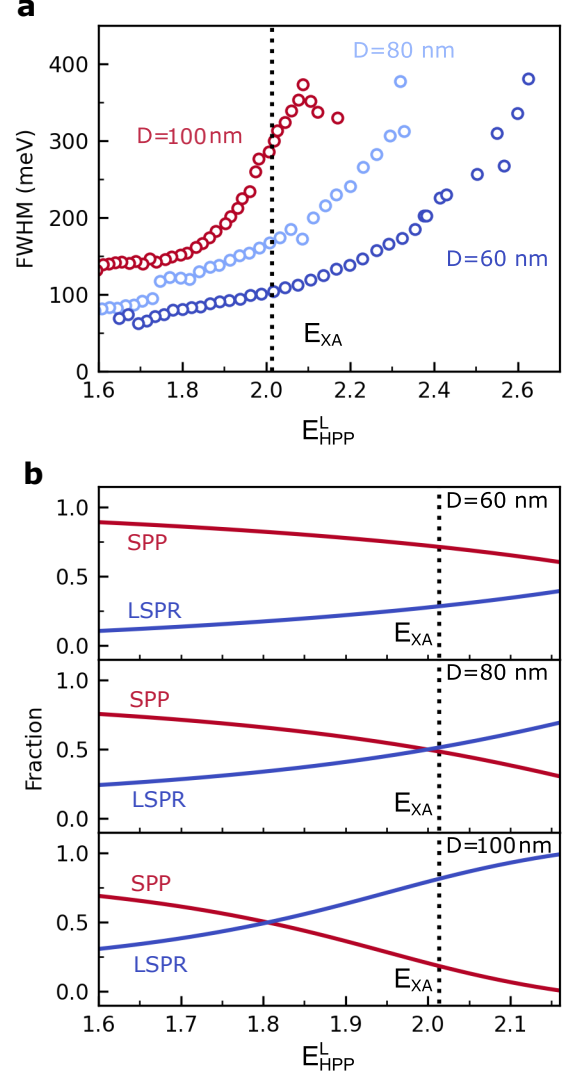 a
FWHM (meV)
400
300
200
100
0
D=80 nm
D=100nm
D=60 nm
E_XA
1.6 1.8 2.0 2.2 2.4 2.6
E^L_HPP
b
Fraction
1.0
0.5
0.0
D=60 nm
SPP
LSPR
E_XA
1.0
0.5
0.0
D=80 nm
SPP
LSPR
E_XA
1.0
0.5
0.0
D=100nm
SPP
LSPR
E_XA
1.6 1.7 1.8 1.9 2.0 2.1
E^L_HPP